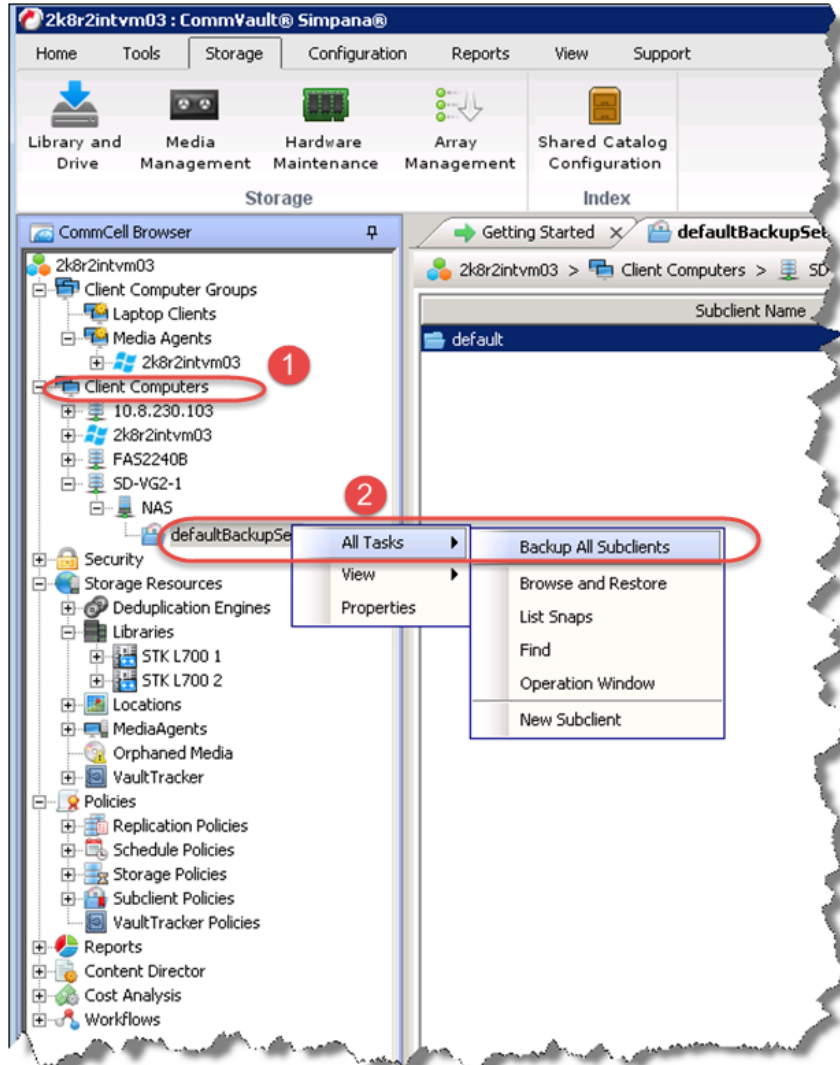 2k8r2intvm03 : CommVault® Simpana®
Home Tools Storage Configuration Reports View Support
Library and Drive
Media Management
Hardware Maintenance
Array Management
Shared Catalog Configuration
Storage
Index
CommCell Browser
Getting Started
defaultBackupSet
2k8r2intvm03 > Client Computers > SD
Subclient Name
default
2k8r2intvm03
Client Computer Groups
Laptop Clients
Media Agents
2k8r2intvm03
1
Client Computers
10.8.230.103
2k8r2intvm03
FAS2240B
SD-VG2-1
NAS
2
defaultBackupSe
All Tasks
View
Properties
Backup All Subclients
Browse and Restore
List Snaps
Find
Operation Window
New Subclient
Security
Storage Resources
Deduplication Engines
Libraries
STK L700 1
STK L700 2
Locations
MediaAgents
Orphaned Media
VaultTracker
Policies
Replication Policies
Schedule Policies
Storage Policies
Subclient Policies
VaultTracker Policies
Reports
Content Director
Cost Analysis
Workflows